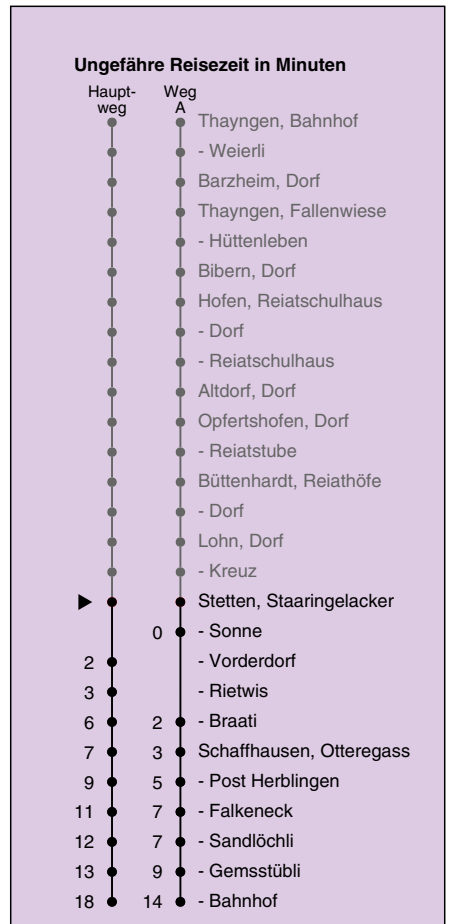 Ungefähre Reisezeit in Minuten
Haupt- Weg
weg A
Thayngen, Bahnhof
- Weierli
Barzheim, Dorf
Thayngen, Fallenwiese
- Hüttenleben
Bibern, Dorf
Hofen, Reiatschulhaus
- Dorf
- Reiatschulhaus
Altdorf, Dorf
Opfertshofen, Dorf
- Reiatstube
Büttenhardt, Reiathöfe
- Dorf
Lohn, Dorf
- Kreuz
Stetten, Staaringelacker
0 - Sonne
2 - Vorderdorf
3 - Rietwis
6 2 - Braati
7 3 Schaffhausen, Otteregass
9 5 - Post Herblingen
11 7 - Falkeneck
12 7 - Sandlöchli
13 9 - Gemsstübli
18 14 - Bahnhof